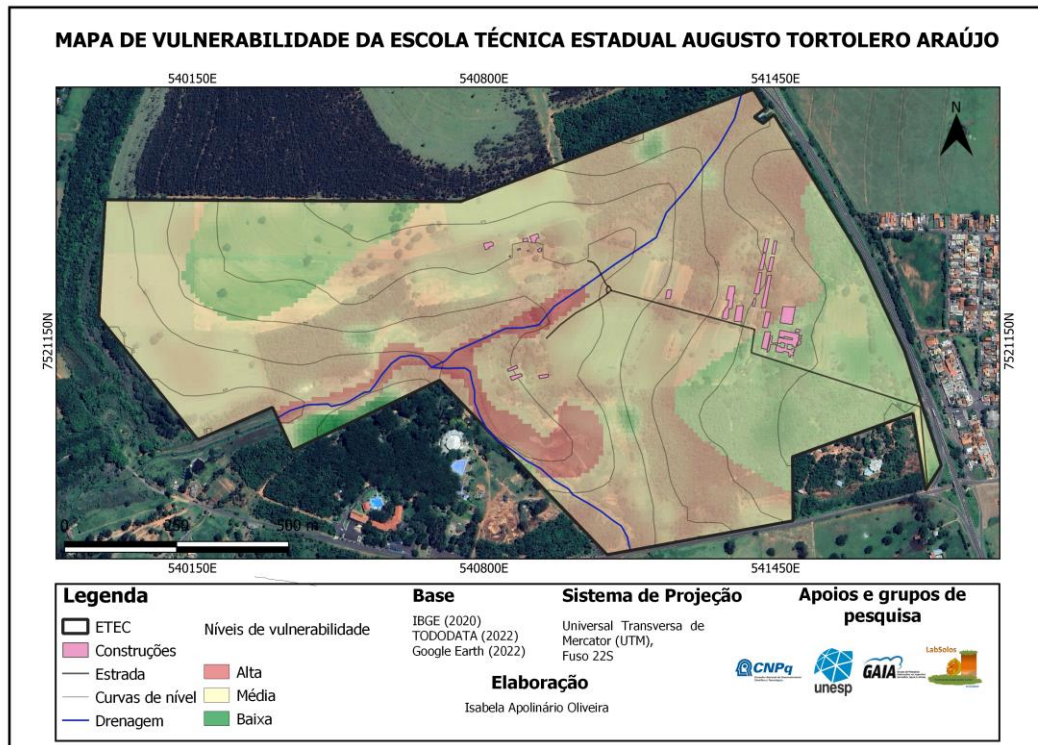 MAPA DE VULNERABILIDADE DA ESCOLA TÉCNICA ESTADUAL AUGUSTO TORTOLERO ARAÚJO
540150E
540800E
541450E
N
7521150N
7521150N
0
250
500 m
540150E
540800E
541450E
Legenda
ETEC
Construções
Estrada
Curvas de nível
Drenagem
Níveis de vulnerabilidade
Alta
Média
Baixa
Base
IBGE (2020)
TODODATA (2022)
Google Earth (2022)
Sistema de Projeção
Universal Transversa de
Mercator (UTM),
Fuso 22S
Elaboração
Isabela Apolinário Oliveira
Apoios e grupos de
pesquisa
CNPq
unesp
GAIA
LabSolos